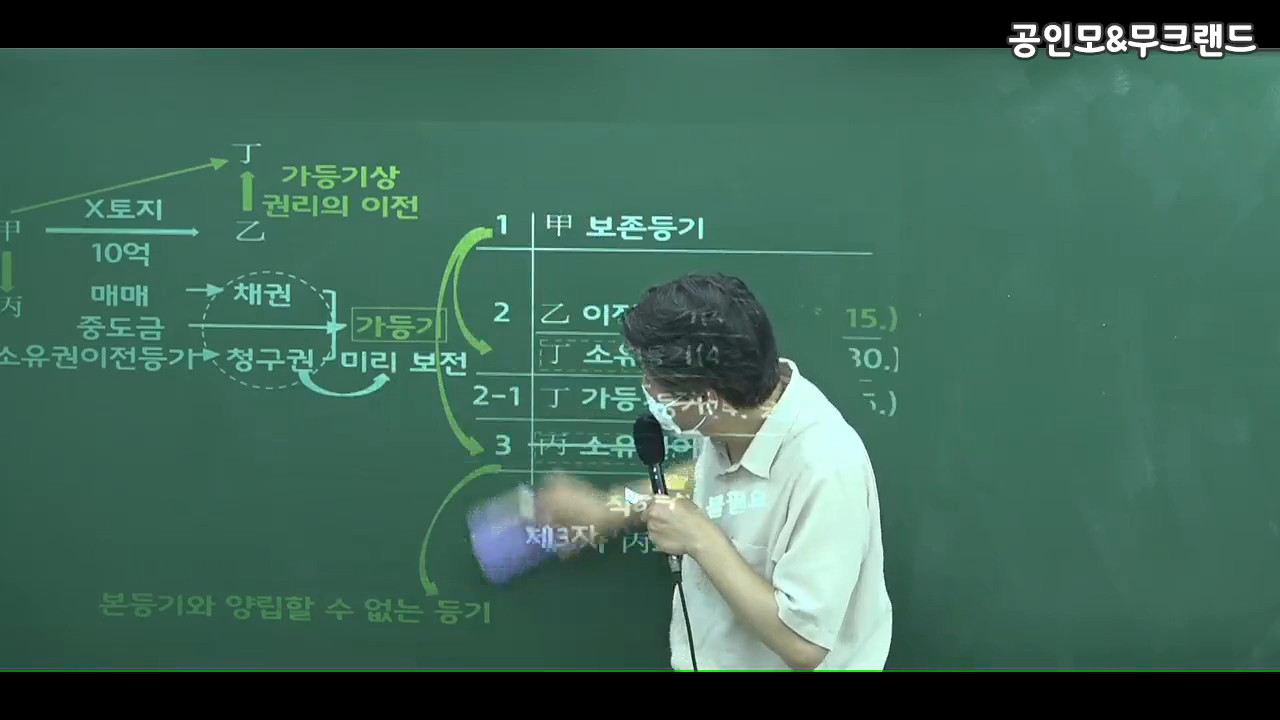 공인모&무크랜드
丁
가등기상
권리의 이전
X토지
甲
乙
10억
丙
매매
채권
중도금
가등기
소유권이전등기
청구권
미리 보전
1 甲 보존등기
2 乙 이전
15.)
丁 소유
30.)
2-1 丁 가등
5.)
3 丙 소유
제3자
丙
본등기와 양립할 수 없는 등기